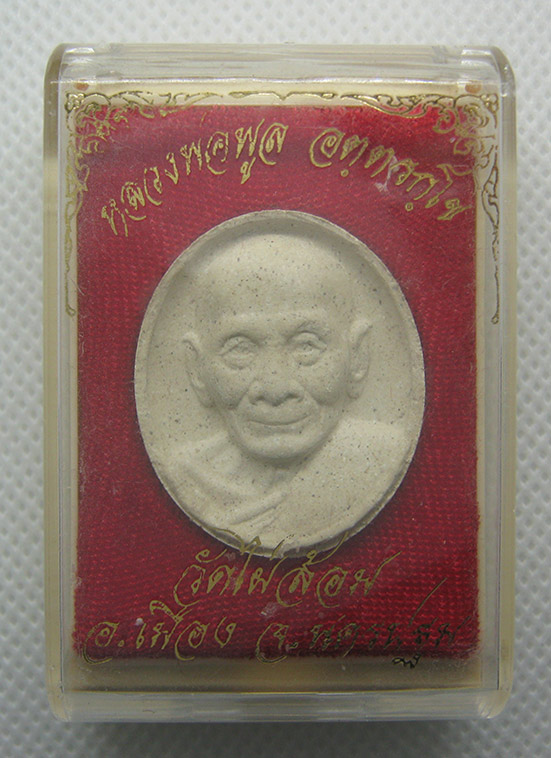 หลวงพ่อพูล อตฺตรกฺโข
วัดไผ่ล้อม
อ.เมือง จ.นครปฐม